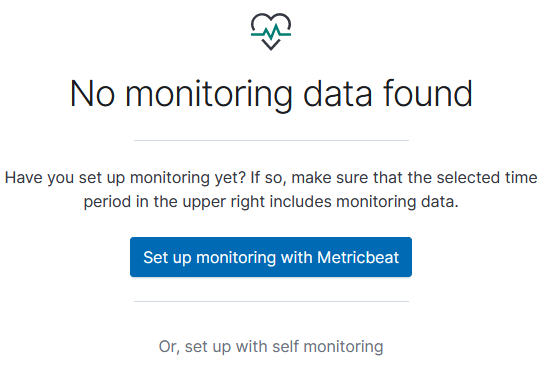 No monitoring data found
Have you set up monitoring yet? If so, make sure that the selected time
period in the upper right includes monitoring data.
Set up monitoring with Metricbeat
Or, set up with self monitoring